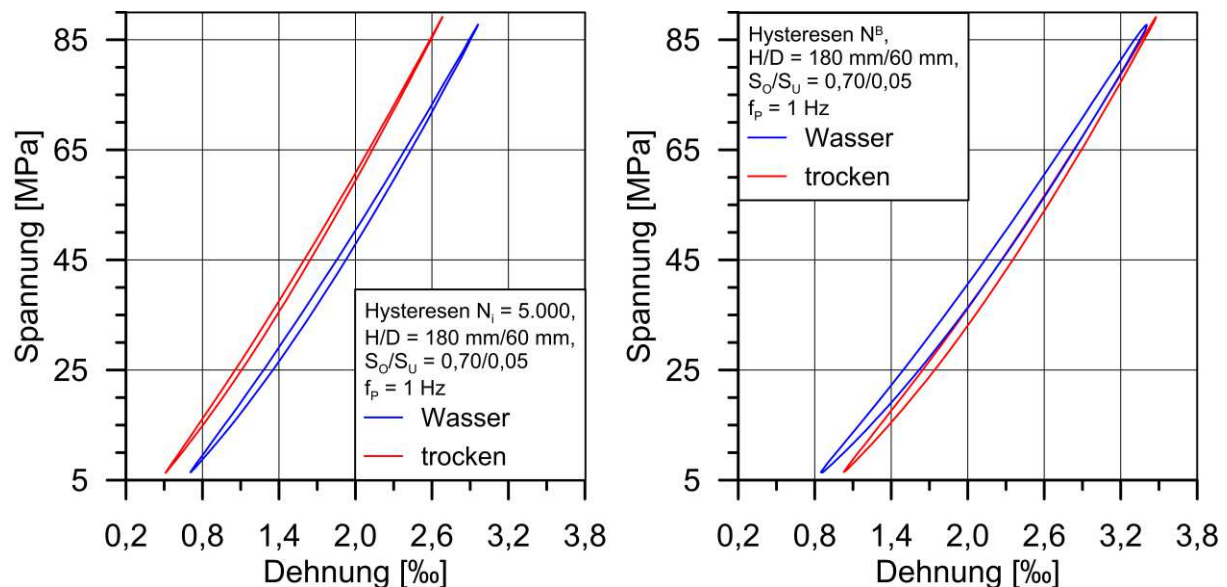 Spannung [MPa]
85
65
45
25
5
0,2 0,8 1,4 2,0 2,6 3,2 3,8
Dehnung [‰]
Hysteresen Nᵢ = 5.000,
H/D = 180 mm/60 mm,
S_O/S_U = 0,70/0,05
f_P = 1 Hz
Wasser
trocken
Spannung [MPa]
85
65
45
25
5
0,2 0,8 1,4 2,0 2,6 3,2 3,8
Dehnung [‰]
Hysteresen Nᴮ,
H/D = 180 mm/60 mm,
S_O/S_U = 0,70/0,05
f_P = 1 Hz
Wasser
trocken